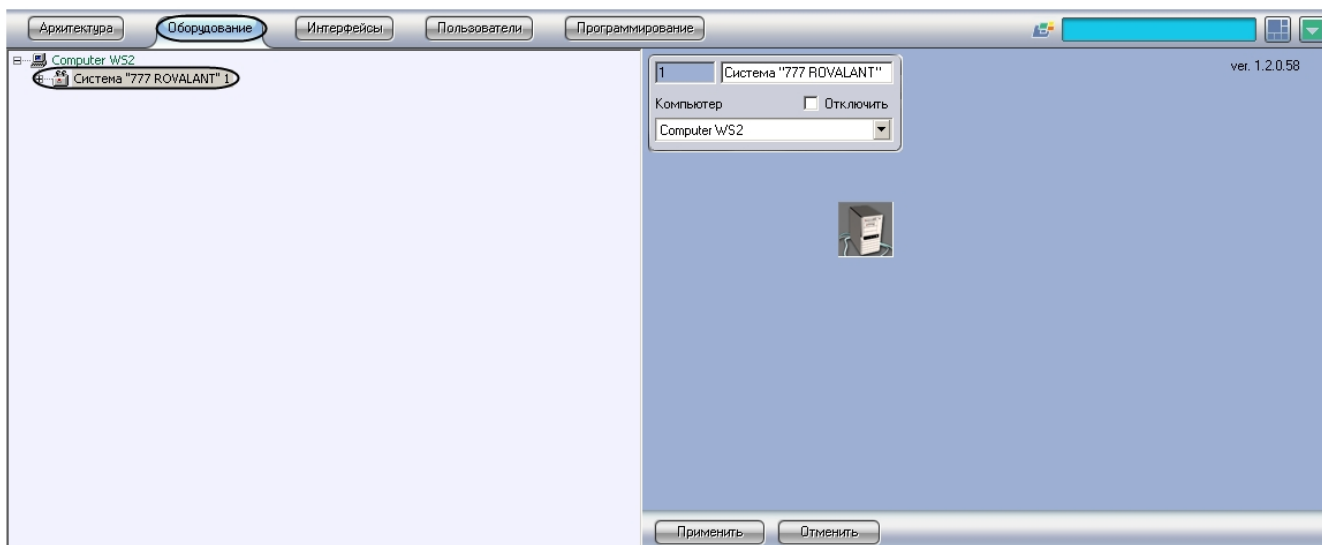 Архитектура Оборудование Интерфейсы Пользователи Программирование
Computer WS2
Система "777 ROVALANT" 1
ver. 1.2.0.58
1 Система "777 ROVALANT"
Компьютер Отключить
Computer WS2
Применить Отменить